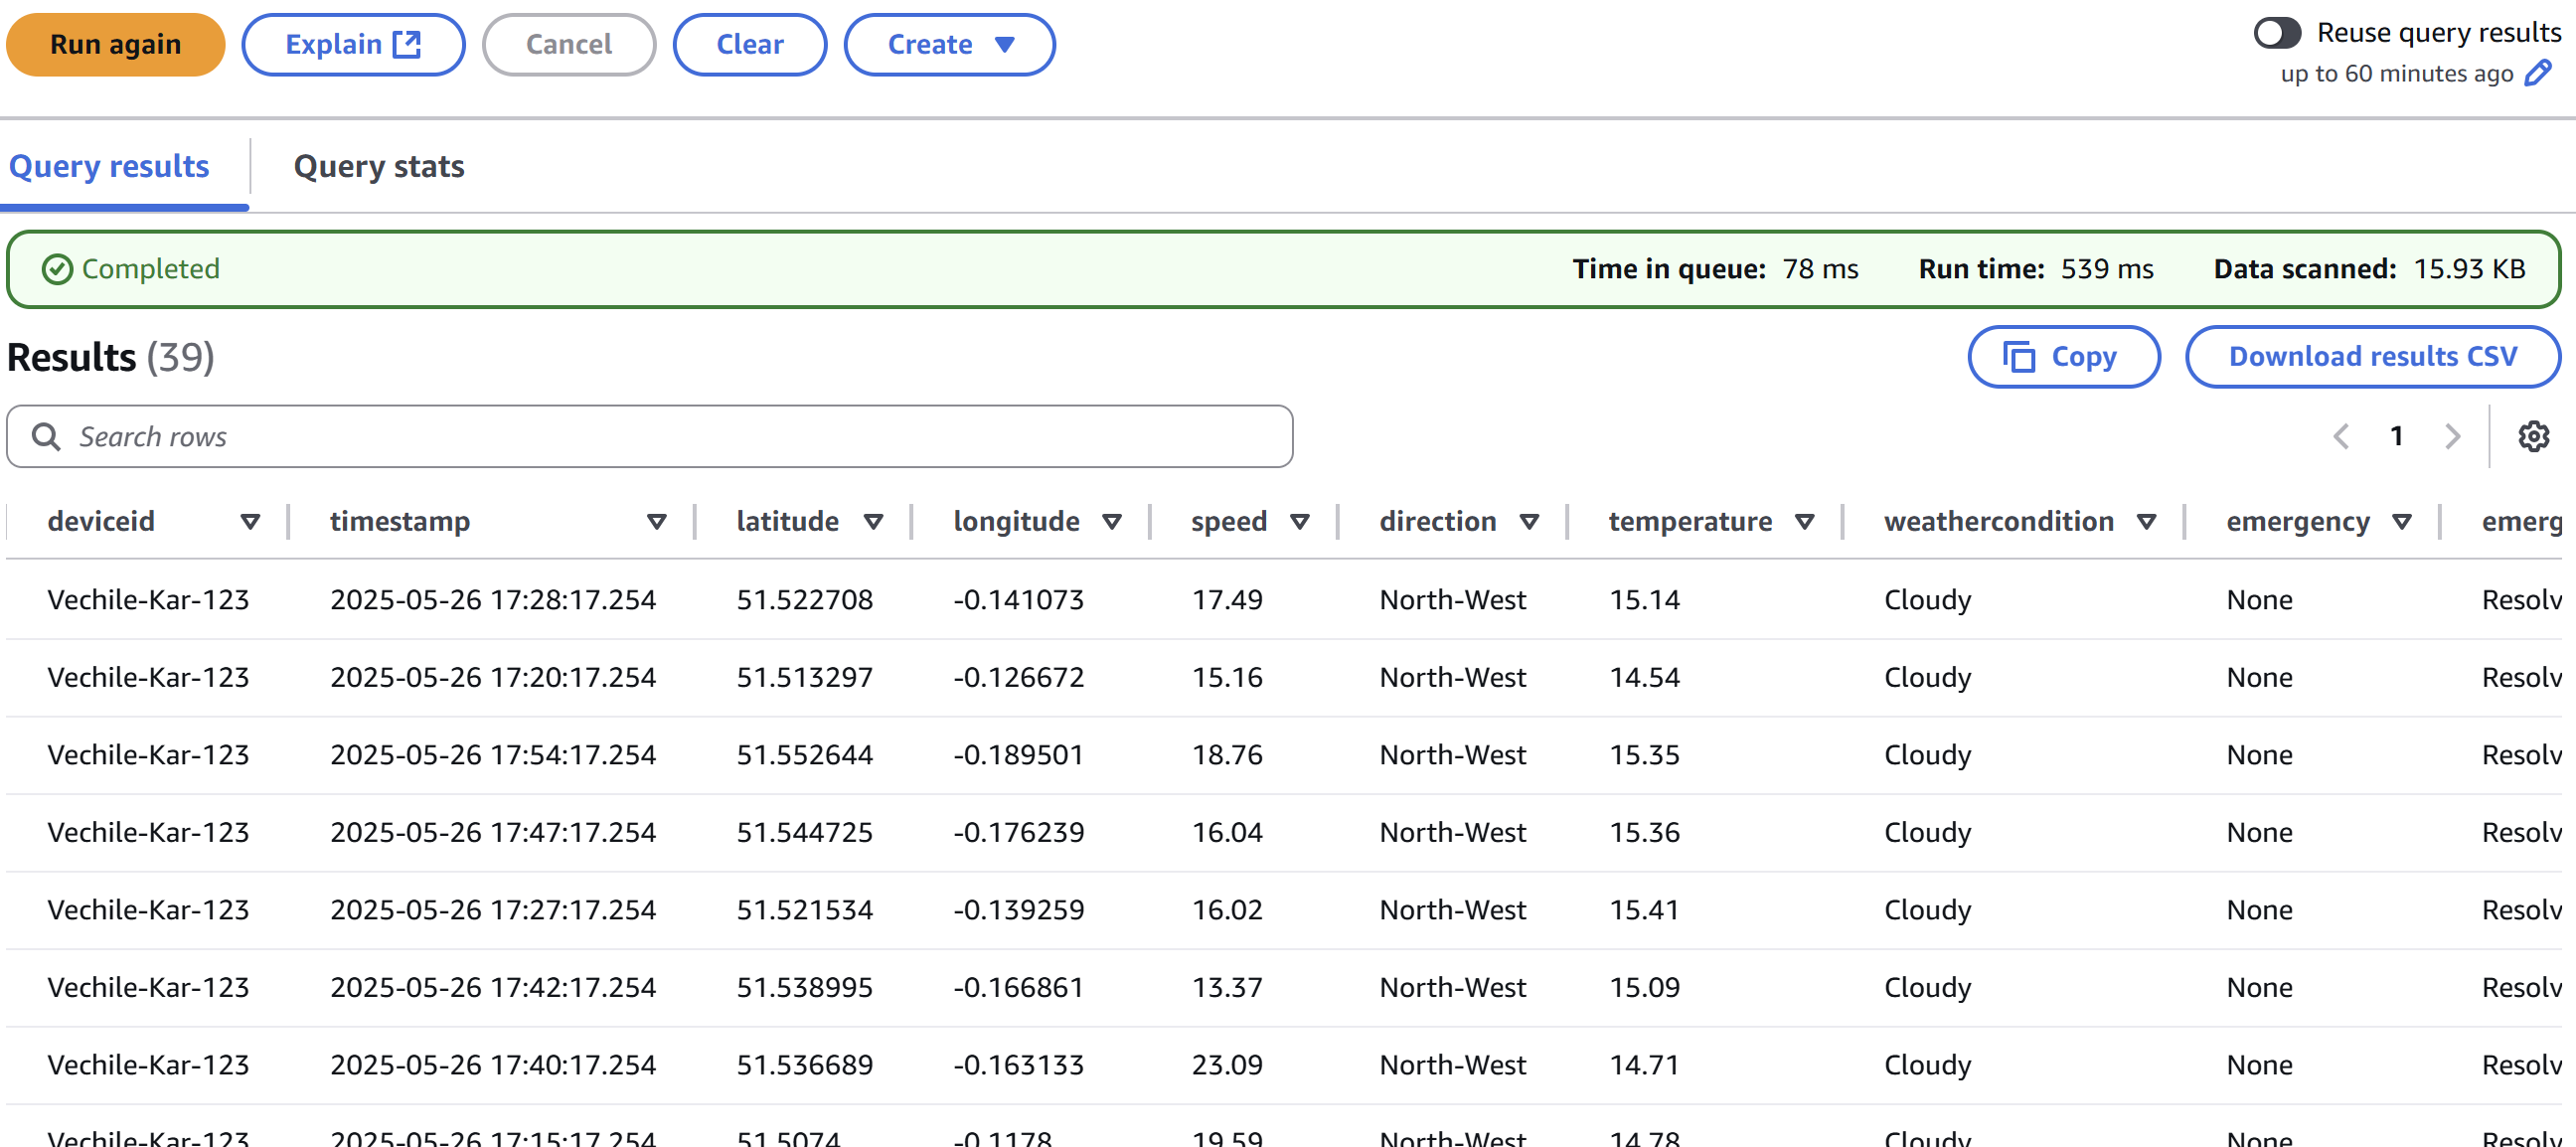 Run again Explain Cancel Clear Create Reuse query results
up to 60 minutes ago
Query results Query stats
Completed Time in queue: 78 ms Run time: 539 ms Data scanned: 15.93 KB
Results (39) Copy Download results CSV
Search rows 1
deviceid timestamp latitude longitude speed direction temperature weathercondition emergency emerg
Vechile-Kar-123 2025-05-26 17:28:17.254 51.522708 -0.141073 17.49 North-West 15.14 Cloudy None Resolv
Vechile-Kar-123 2025-05-26 17:20:17.254 51.513297 -0.126672 15.16 North-West 14.54 Cloudy None Resolv
Vechile-Kar-123 2025-05-26 17:54:17.254 51.552644 -0.189501 18.76 North-West 15.35 Cloudy None Resolv
Vechile-Kar-123 2025-05-26 17:47:17.254 51.544725 -0.176239 16.04 North-West 15.36 Cloudy None Resolv
Vechile-Kar-123 2025-05-26 17:27:17.254 51.521534 -0.139259 16.02 North-West 15.41 Cloudy None Resolv
Vechile-Kar-123 2025-05-26 17:42:17.254 51.538995 -0.166861 13.37 North-West 15.09 Cloudy None Resolv
Vechile-Kar-123 2025-05-26 17:40:17.254 51.536689 -0.163133 23.09 North-West 14.71 Cloudy None Resolv
Vechile-Kar-123 2025-05-26 17:15:17.254 51.5074 -0.1178 19.59 North-West 14.78 Cloudy None Resolv